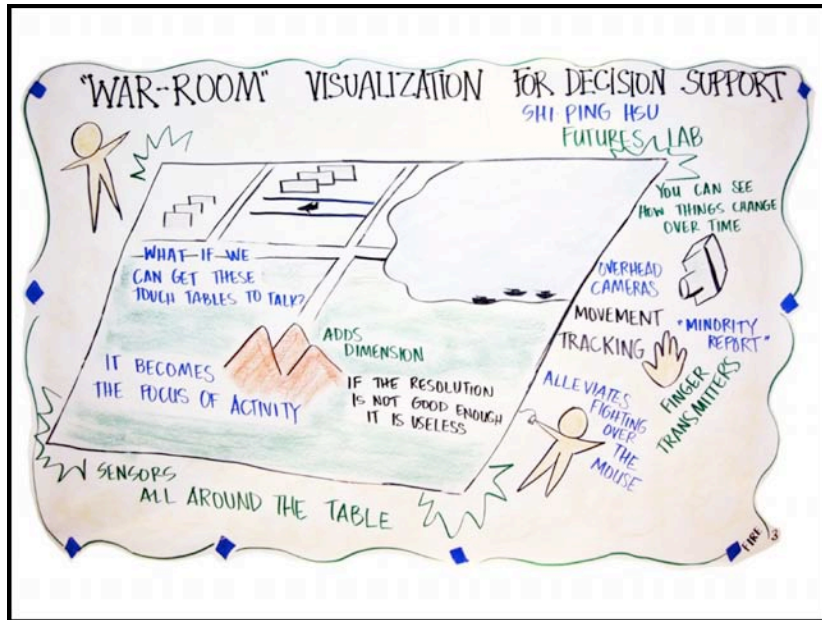 "WAR-ROOM" VISUALIZATION FOR DECISION SUPPORT
SHI PING HSU
FUTURES LAB
YOU CAN SEE
HOW THINGS CHANGE
OVER TIME
WHAT IF WE
CAN GET THESE
TOUCH TABLES TO TALK?
OVERHEAD
CAMERAS
MOVEMENT
TRACKING
"MINORITY
REPORT"
FINGER
TRANSMITTERS
ADDS
DIMENSION
IT BECOMES
THE FOCUS OF ACTIVITY
IF THE RESOLUTION
IS NOT GOOD ENOUGH
IT IS USELESS
ALLEVIATES
FIGHTING
OVER
THE
MOUSE
SENSORS
ALL AROUND THE TABLE
FIRE 3